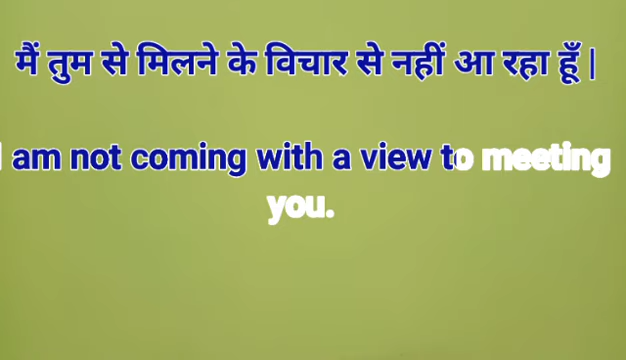 मैं तुम से मिलने के विचार से नहीं आ रहा हूँ |
I am not coming with a view to meeting
you.